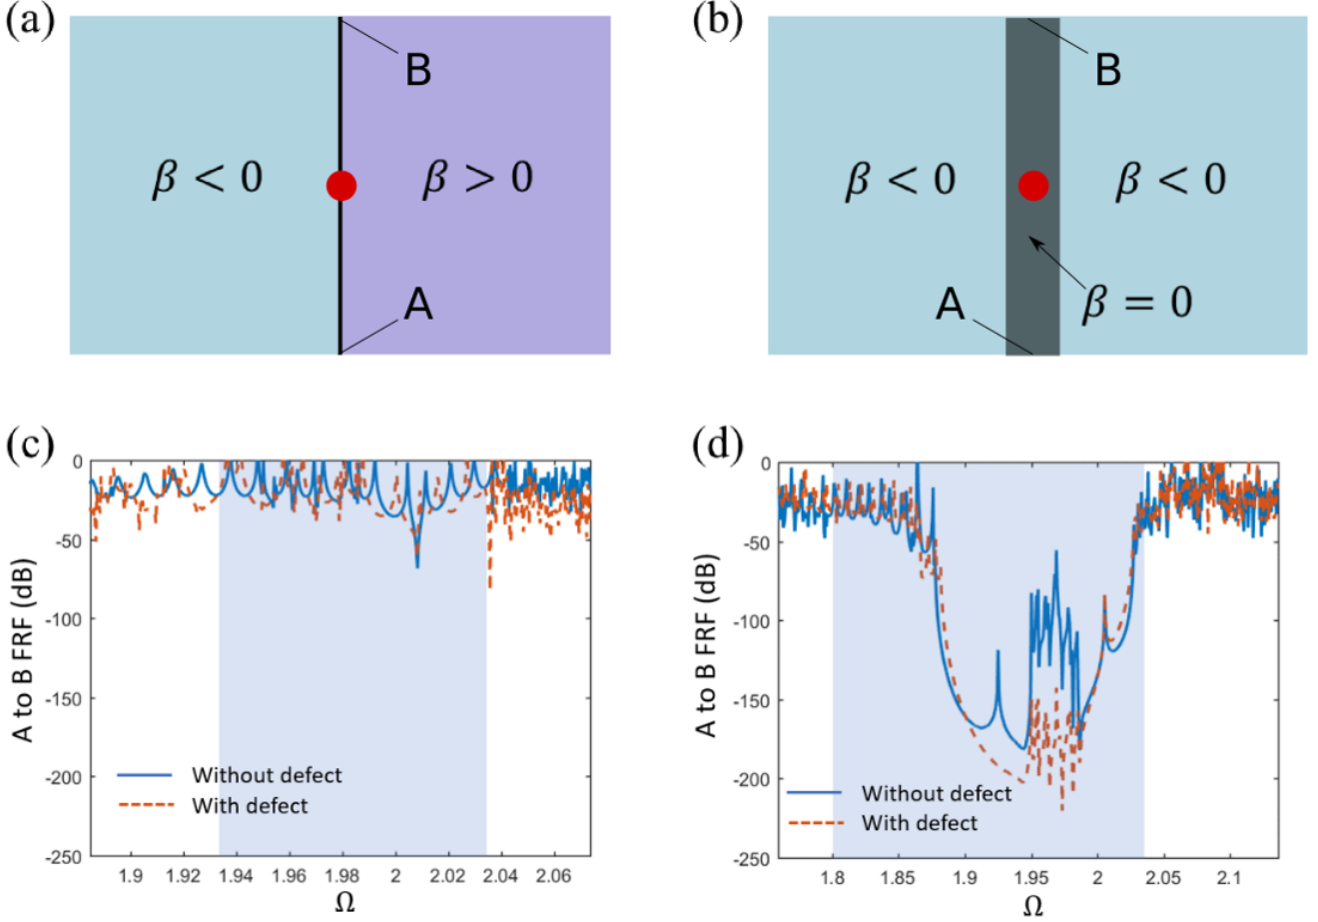 (a)
B
β < 0
β > 0
A
(b)
B
β < 0
β < 0
A
β = 0
(c)
0
-50
-100
-150
-200
-250
A to B FRF (dB)
Without defect
With defect
1.9 1.92 1.94 1.96 1.98 2 2.02 2.04 2.06
Ω
(d)
0
-50
-100
-150
-200
-250
A to B FRF (dB)
Without defect
With defect
1.8 1.85 1.9 1.95 2 2.05 2.1
Ω